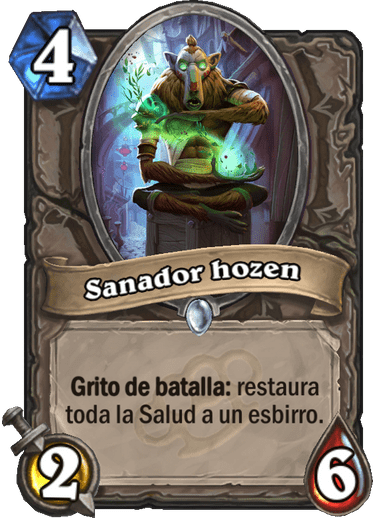 4
Sanador hozen
Grito de batalla: restaura
toda la Salud a un esbirro.
2
6